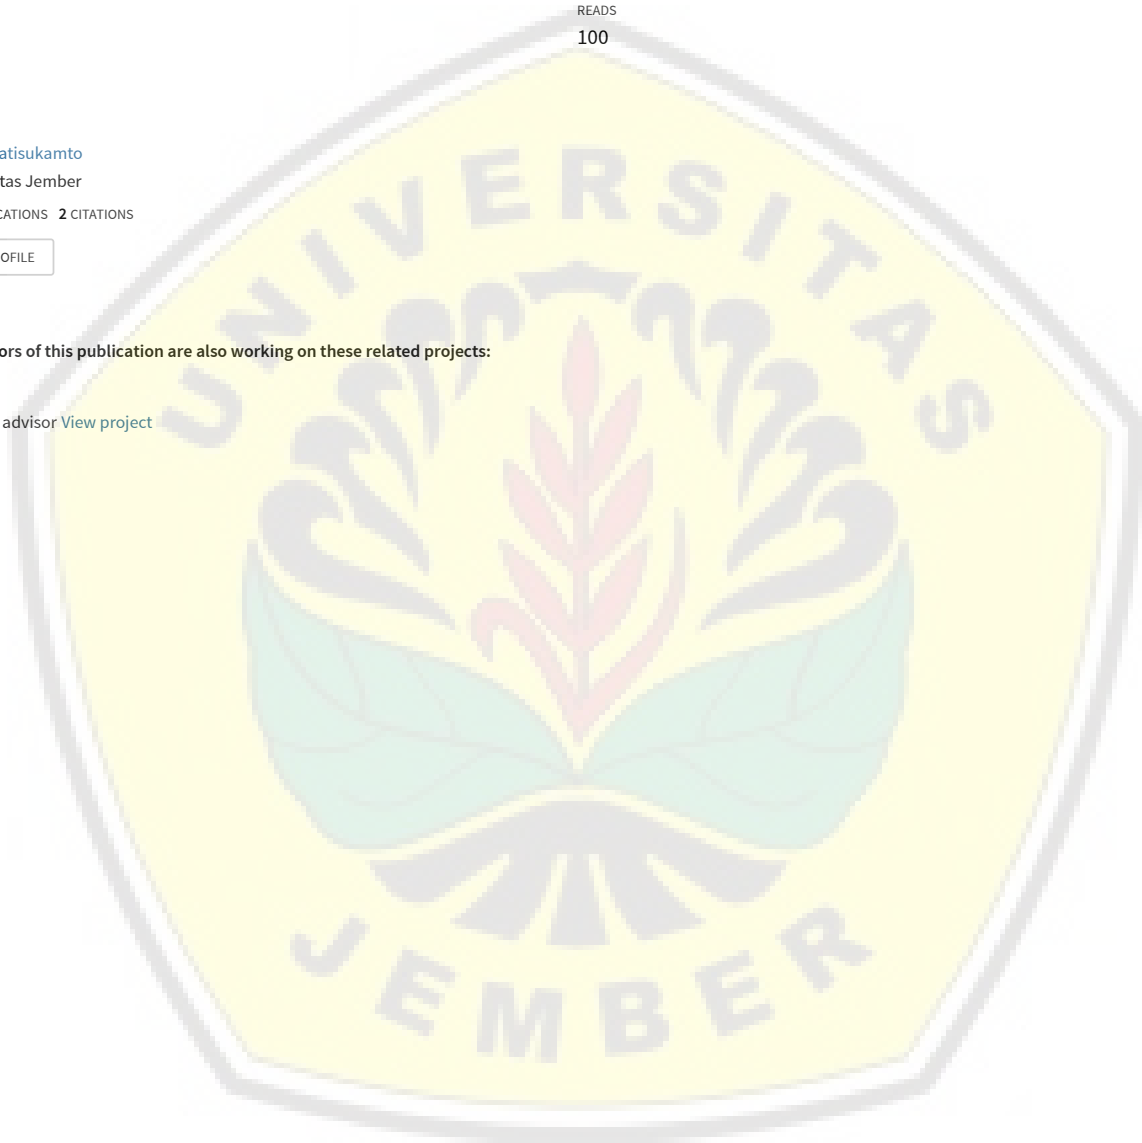 READS
100
atisukamto
tas Jember
CATIONS 2 CITATIONS
OFILE
ors of this publication are also working on these related projects:
advisor View project
UNIVERSITAS
JEMBER